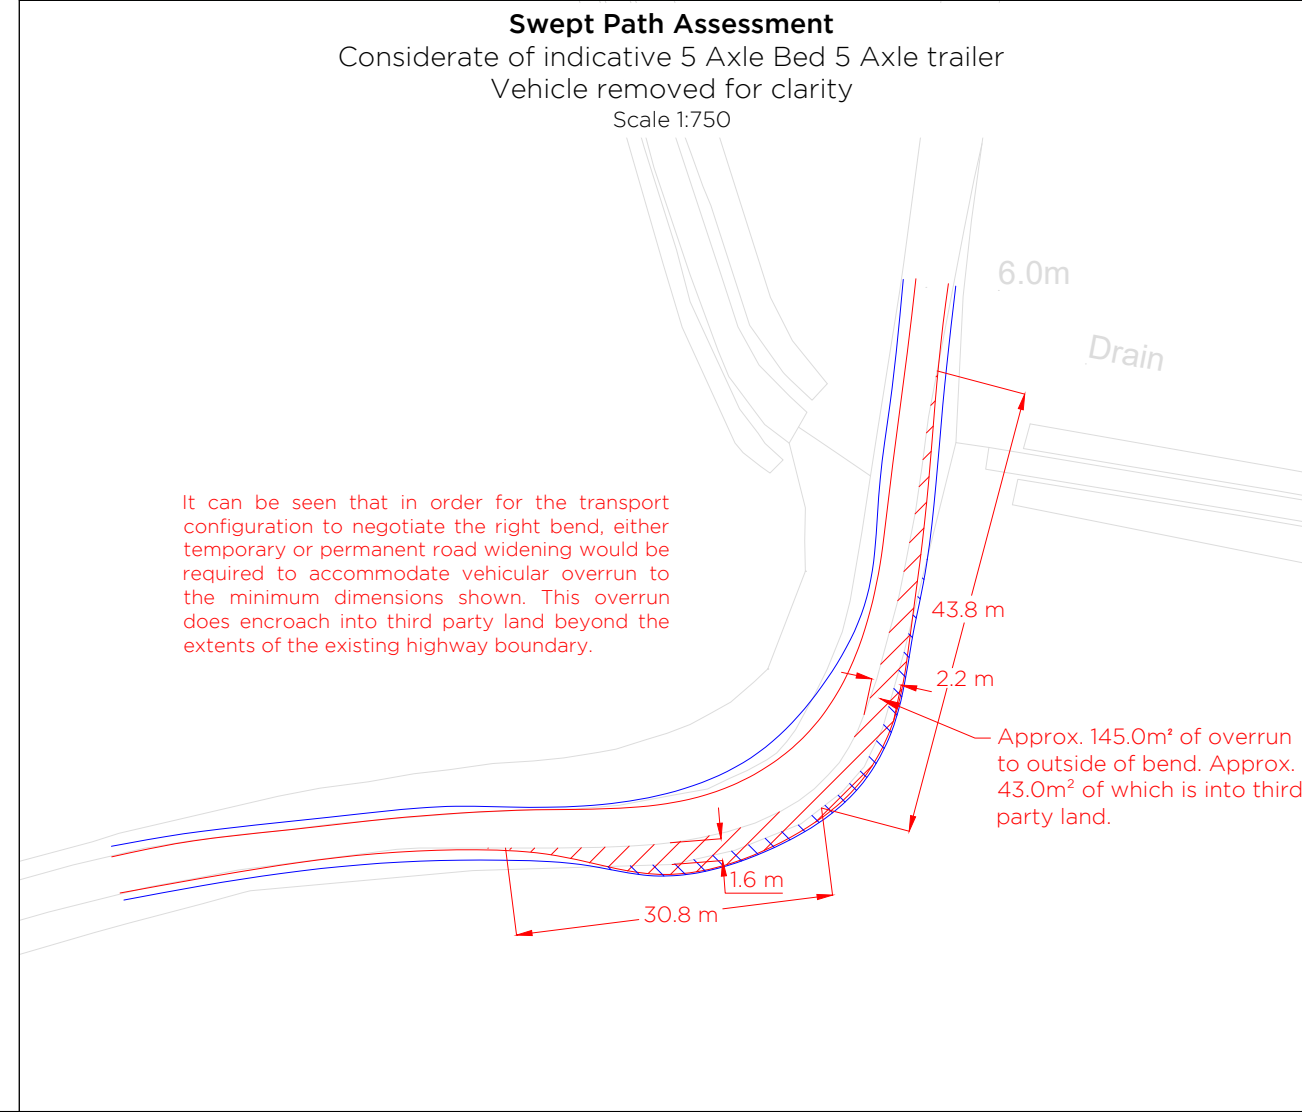 Swept Path Assessment
Considerate of indicative 5 Axle Bed 5 Axle trailer
Vehicle removed for clarity
Scale 1:750
6.0m
Drain
It can be seen that in order for the transport
configuration to negotiate the right bend, either
temporary or permanent road widening would be
required to accommodate vehicular overrun to
the minimum dimensions shown. This overrun
does encroach into third party land beyond the
extents of the existing highway boundary.
43.8 m
2.2 m
Approx. 145.0m² of overrun
to outside of bend. Approx.
43.0m² of which is into third
party land.
1.6 m
30.8 m